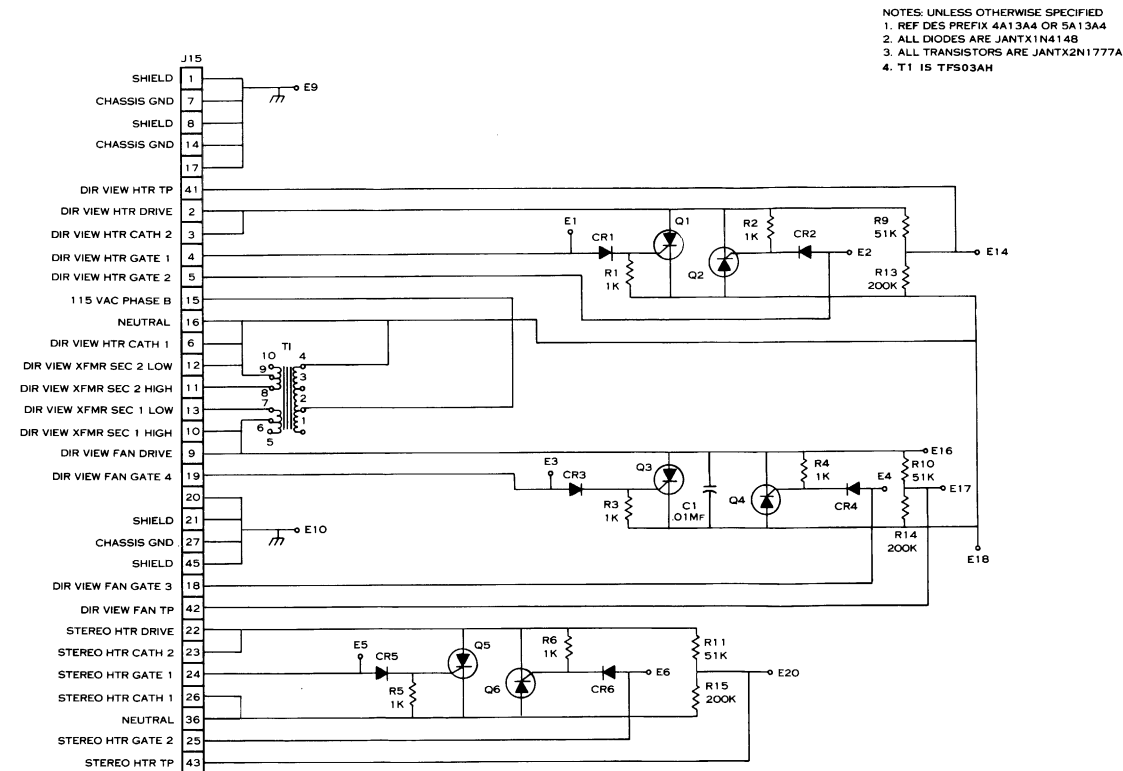 NOTES: UNLESS OTHERWISE SPECIFIED
1. REF DES PREFIX 4A13A4 OR 5A13A4
2. ALL DIODES ARE JANTX1N4148
3. ALL TRANSISTORS ARE JANTX2N1777A
4. T1 IS TFS03AH
J15
SHIELD 1
E9
CHASSIS GND 7
SHIELD 8
CHASSIS GND 14
17
DIR VIEW HTR TP 41
DIR VIEW HTR DRIVE 2
DIR VIEW HTR CATH 2 3
DIR VIEW HTR GATE 1 4
DIR VIEW HTR GATE 2 5
E1
CR1
R1
1K
Q1
Q2
R2
1K
CR2
E2
R9
51K
R13
200K
E14
115 VAC PHASE B 15
NEUTRAL 16
DIR VIEW HTR CATH 1 6
DIR VIEW XFMR SEC 2 LOW 12
DIR VIEW XFMR SEC 2 HIGH 11
DIR VIEW XFMR SEC 1 LOW 13
DIR VIEW XFMR SEC 1 HIGH 10
T1
10
9
8
7
6
5
4
3
2
1
DIR VIEW FAN DRIVE 9
DIR VIEW FAN GATE 4 19
E3
CR3
R3
1K
Q3
C1
.01MF
Q4
R4
1K
CR4
E4
E16
R10
51K
E17
R14
200K
E18
20
SHIELD 21
E10
CHASSIS GND 27
SHIELD 45
DIR VIEW FAN GATE 3 18
DIR VIEW FAN TP 42
STEREO HTR DRIVE 22
STEREO HTR CATH 2 23
STEREO HTR GATE 1 24
STEREO HTR CATH 1 26
NEUTRAL 36
STEREO HTR GATE 2 25
STEREO HTR TP 43
E5
CR5
R5
1K
Q5
Q6
R6
1K
CR6
E6
R11
51K
R15
200K
E20